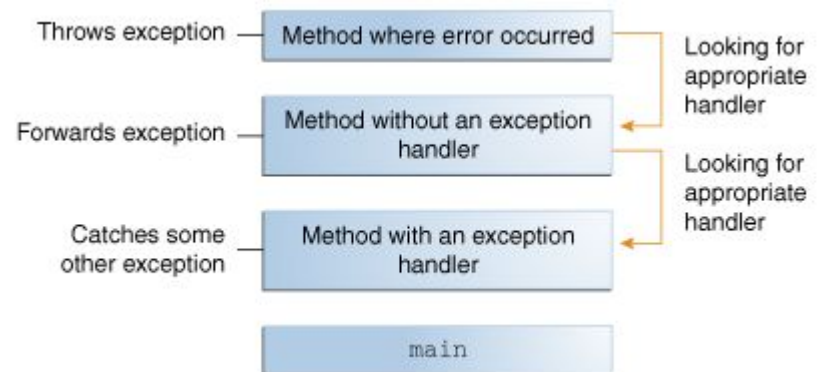 Throws exception
Method where error occurred
Looking for
appropriate
handler
Forwards exception
Method without an exception
handler
Looking for
appropriate
handler
Catches some
other exception
Method with an exception
handler
main